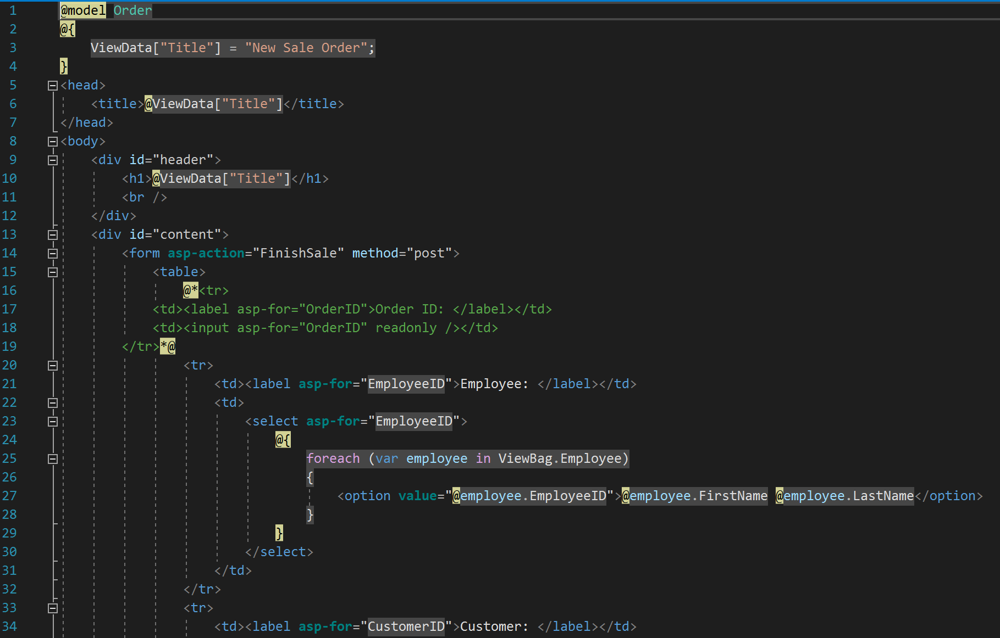 1 @model Order
2 @{
3 ViewData["Title"] = "New Sale Order";
4 }
5 <head>
6 <title>@ViewData["Title"]</title>
7 </head>
8 <body>
9 <div id="header">
10 <h1>@ViewData["Title"]</h1>
11 <br />
12 </div>
13 <div id="content">
14 <form asp-action="FinishSale" method="post">
15 <table>
16 @*<tr>
17 <td><label asp-for="OrderID">Order ID: </label></td>
18 <td><input asp-for="OrderID" readonly /></td>
19 </tr>*@
20 <tr>
21 <td><label asp-for="EmployeeID">Employee: </label></td>
22 <td>
23 <select asp-for="EmployeeID">
24 @{
25 foreach (var employee in ViewBag.Employee)
26 {
27 <option value="@employee.EmployeeID">@employee.FirstName @employee.LastName</option>
28 }
29 }
30 </select>
31 </td>
32 </tr>
33 <tr>
34 <td><label asp-for="CustomerID">Customer: </label></td>